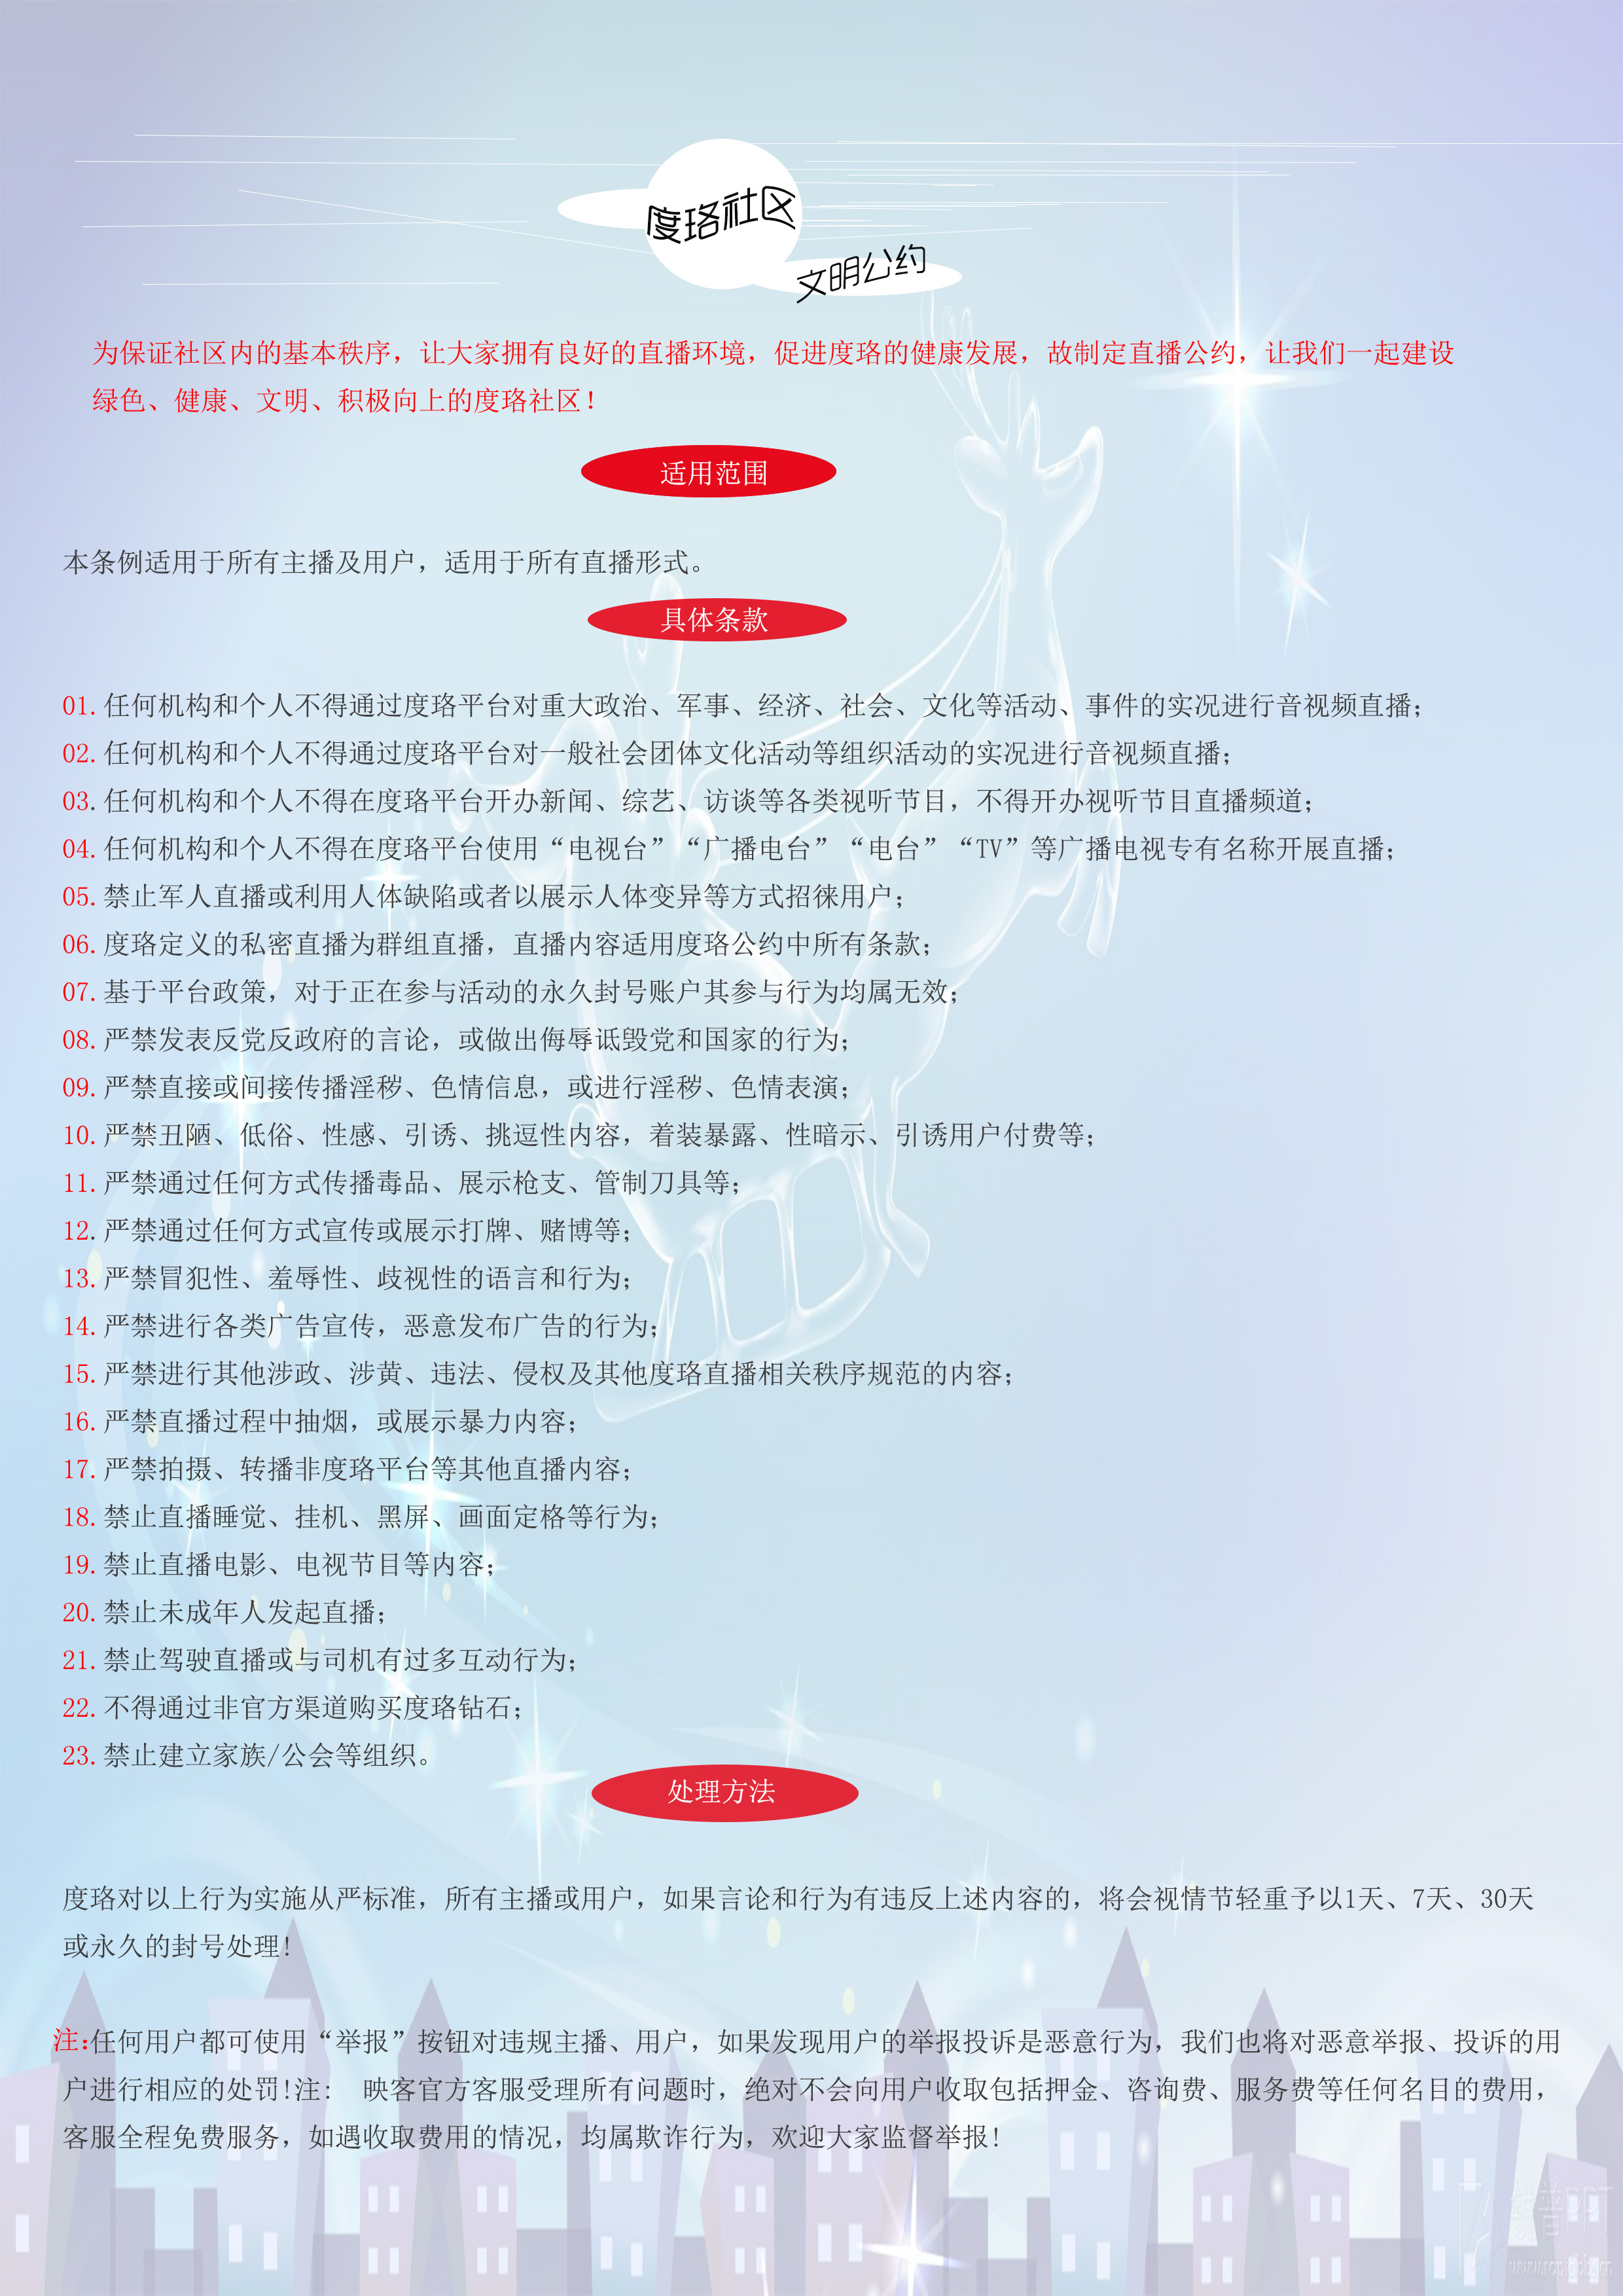 度珞社区
文明公约
为保证社区内的基本秩序，让大家拥有良好的直播环境，促进度珞的健康发展，故制定直播公约，让我们一起建设
绿色、健康、文明、积极向上的度珞社区！
适用范围
本条例适用于所有主播及用户，适用于所有直播形式。
具体条款
01.任何机构和个人不得通过度珞平台对重大政治、军事、经济、社会、文化等活动、事件的实况进行音视频直播；
02.任何机构和个人不得通过度珞平台对一般社会团体文化活动等组织活动的实况进行音视频直播；
03.任何机构和个人不得在度珞平台开办新闻、综艺、访谈等各类视听节目，不得开办视听节目直播频道；
04.任何机构和个人不得在度珞平台使用“电视台”“广播电台”“电台”“TV”等广播电视专有名称开展直播；
05.禁止军人直播或利用人体缺陷或者以展示人体变异等方式招徕用户；
06.度珞定义的私密直播为群组直播，直播内容适用度珞公约中所有条款；
07.基于平台政策，对于正在参与活动的永久封号账户其参与行为均属无效；
08.严禁发表反党反政府的言论，或做出侮辱诋毁党和国家的行为；
09.严禁直接或间接传播淫秽、色情信息，或进行淫秽、色情表演；
10.严禁丑陋、低俗、性感、引诱、挑逗性内容，着装暴露、性暗示、引诱用户付费等；
11.严禁通过任何方式传播毒品、展示枪支、管制刀具等；
12.严禁通过任何方式宣传或展示打牌、赌博等；
13.严禁冒犯性、羞辱性、歧视性的语言和行为；
14.严禁进行各类广告宣传，恶意发布广告的行为；
15.严禁进行其他涉政、涉黄、违法、侵权及其他度珞直播相关秩序规范的内容；
16.严禁直播过程中抽烟，或展示暴力内容；
17.严禁拍摄、转播非度珞平台等其他直播内容；
18.禁止直播睡觉、挂机、黑屏、画面定格等行为；
19.禁止直播电影、电视节目等内容；
20.禁止未成年人发起直播；
21.禁止驾驶直播或与司机有过多互动行为；
22.不得通过非官方渠道购买度珞钻石；
23.禁止建立家族/公会等组织。
处理方法
度珞对以上行为实施从严标准，所有主播或用户，如果言论和行为有违反上述内容的，将会视情节轻重予以1天、7天、30天
或永久的封号处理！
注：任何用户都可使用“举报”按钮对违规主播、用户，如果发现用户的举报投诉是恶意行为，我们也将对恶意举报、投诉的用
户进行相应的处罚！注： 映客官方客服受理所有问题时，绝对不会向用户收取包括押金、咨询费、服务费等任何名目的费用，
客服全程免费服务，如遇收取费用的情况，均属欺诈行为，欢迎大家监督举报！